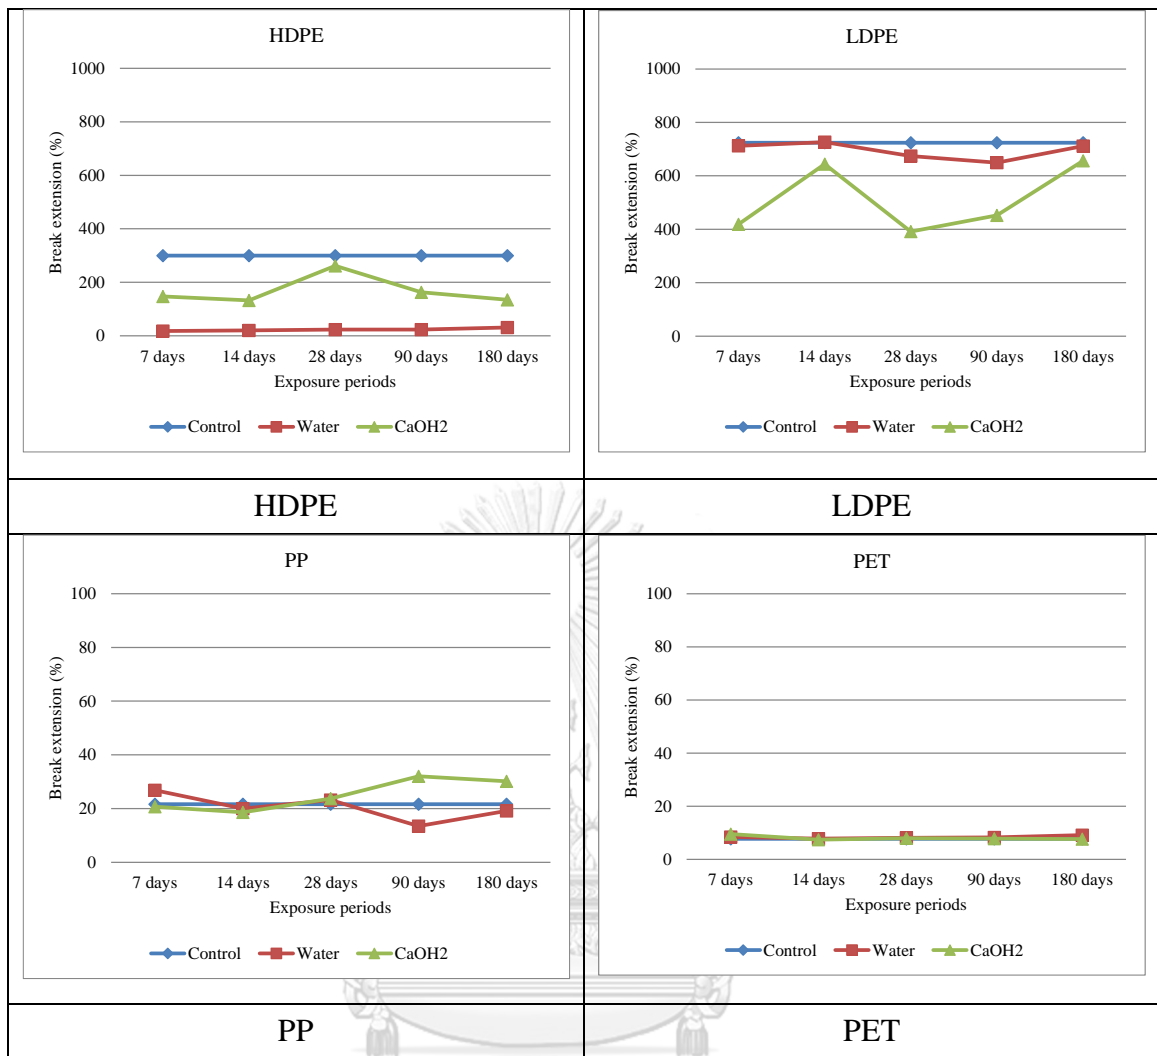 HDPE
1000
800
600
400
200
0
Break extension (%)
7 days 14 days 28 days 90 days 180 days
Exposure periods
Control Water CaOH2
LDPE
1000
800
600
400
200
0
Break extension (%)
7 days 14 days 28 days 90 days 180 days
Exposure periods
Control Water CaOH2
HDPE LDPE
PP
100
80
60
40
20
0
Break extension (%)
7 days 14 days 28 days 90 days 180 days
Exposure periods
Control Water CaOH2
PET
100
80
60
40
20
0
Break extension (%)
7 days 14 days 28 days 90 days 180 days
Exposure periods
Control Water CaOH2
PP PET